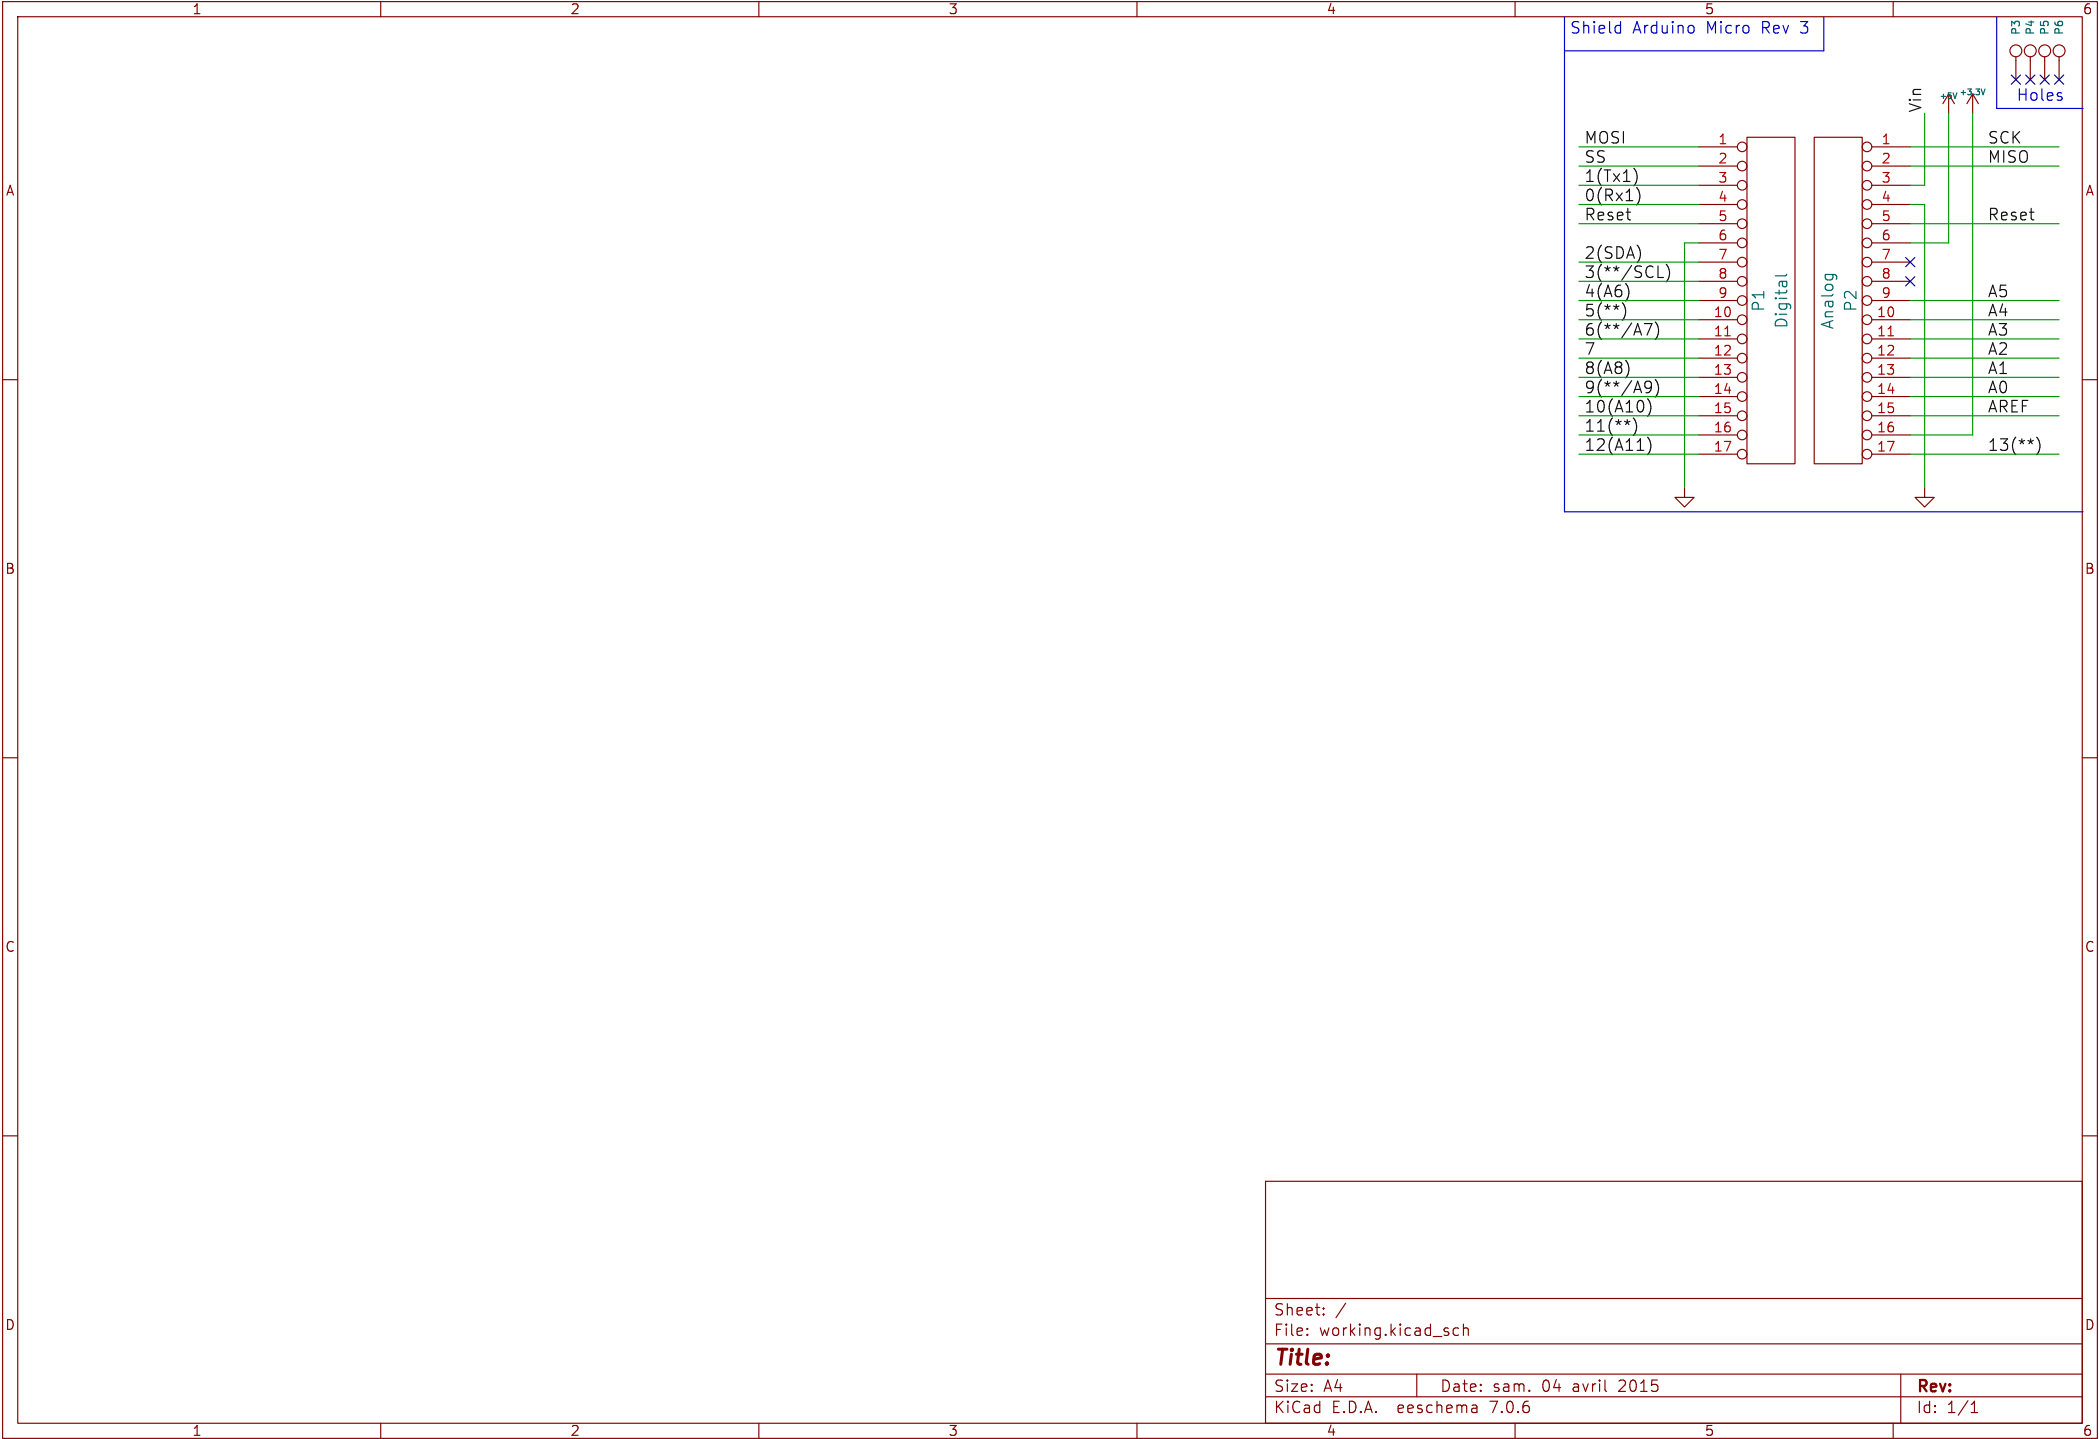 1 2 3 4 5 6
Shield Arduino Micro Rev 3
P3 P4 P5 P6
Holes
Vin
+5V
+3.3V
MOSI 1
SS 2
1(Tx1) 3
0(Rx1) 4
Reset 5
6
2(SDA) 7
3(**/SCL) 8
4(A6) 9
5(**) 10
6(**/A7) 11
7 12
8(A8) 13
9(**/A9) 14
10(A10) 15
11(**) 16
12(A11) 17
P1
Digital
Analog
P2
1 SCK
2 MISO
3
4
5 Reset
6
7
8
9 A5
10 A4
11 A3
12 A2
13 A1
14 A0
15 AREF
16
17 13(**)
A A
B B
C C
D D
Sheet: /
File: working.kicad_sch
Title:
Size: A4 Date: sam. 04 avril 2015 Rev:
KiCad E.D.A. eeschema 7.0.6 Id: 1/1
1 2 3 4 5 6